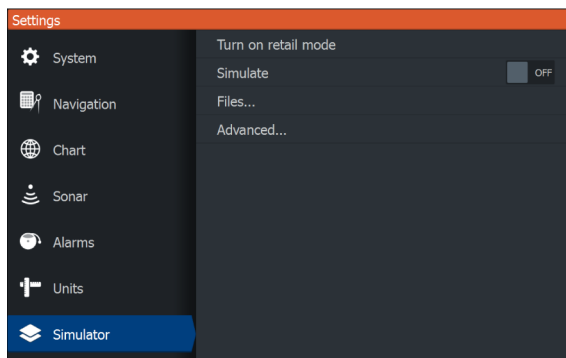 Settings
System
Navigation
Chart
Sonar
Alarms
Units
Simulator
Turn on retail mode
Simulate OFF
Files...
Advanced...